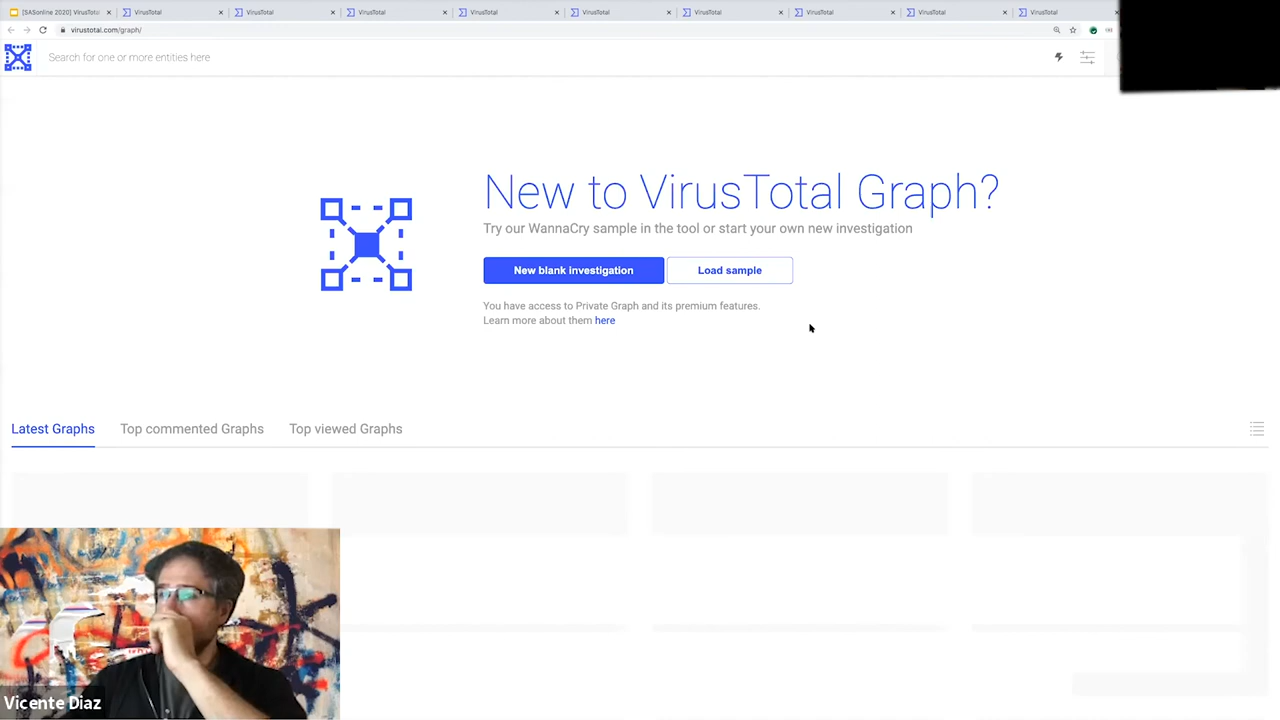 [SASonline 2020] VirusTot
VirusTotal
VirusTotal
VirusTotal
VirusTotal
VirusTotal
VirusTotal
VirusTotal
VirusTotal
VirusTotal
virustotal.com/graph/
Search for one or more entities here
New to VirusTotal Graph?
Try our WannaCry sample in the tool or start your own new investigation
New blank investigation
Load sample
You have access to Private Graph and its premium features.
Learn more about them here
Latest Graphs
Top commented Graphs
Top viewed Graphs
Vicente Diaz